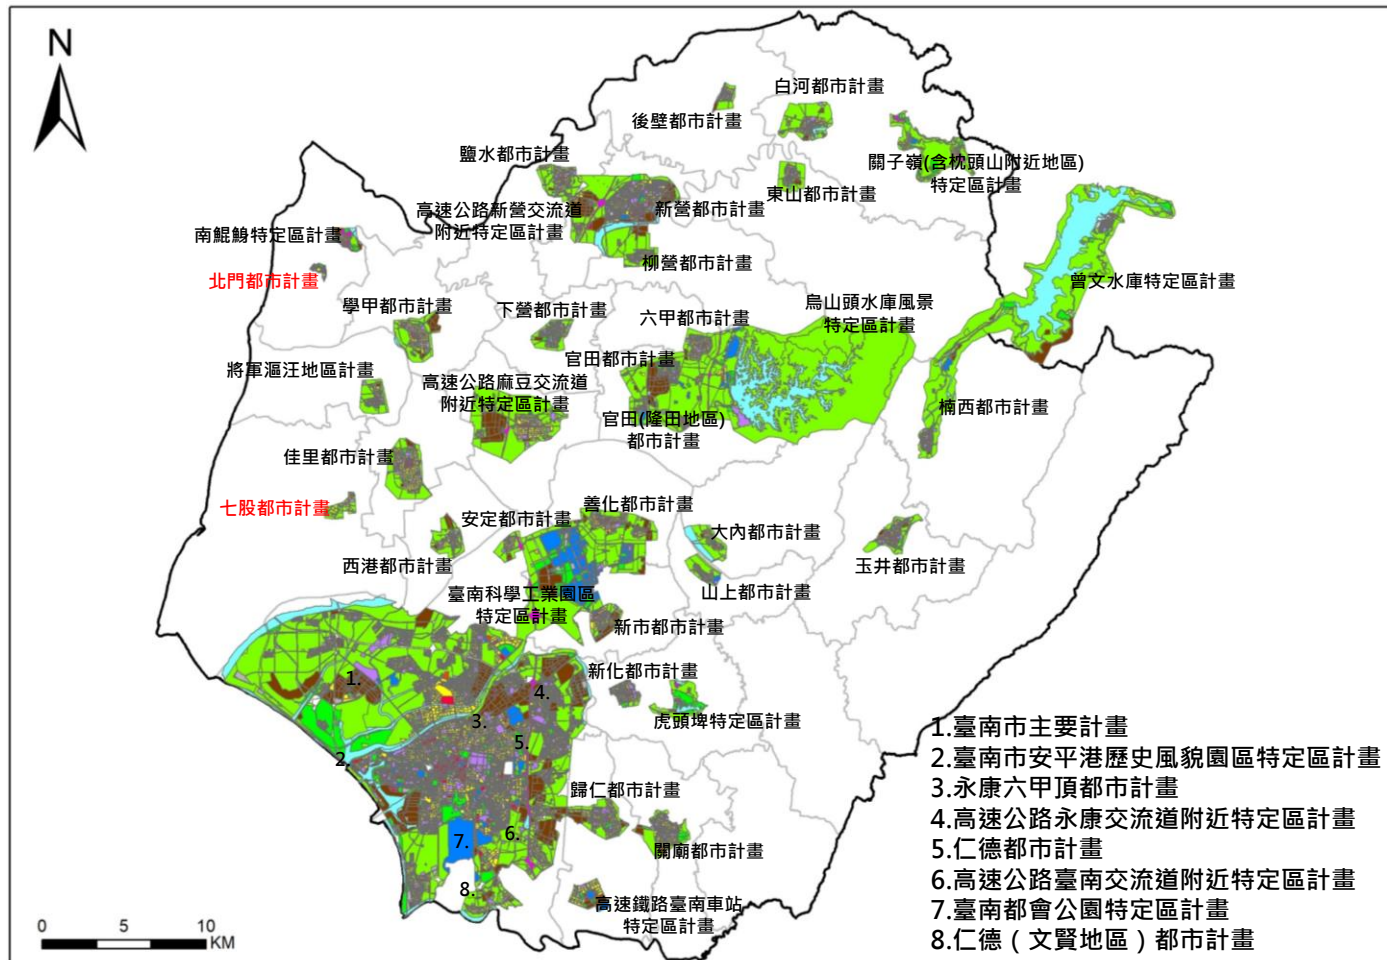 N
白河都市計畫
後壁都市計畫
鹽水都市計畫
關子嶺(含枕頭山附近地區)
特定區計畫
東山都市計畫
高速公路新營交流道
附近特定區計畫
新營都市計畫
南鯤鯓特定區計畫
柳營都市計畫
北門都市計畫
曾文水庫特定區計畫
學甲都市計畫
下營都市計畫
六甲都市計畫
烏山頭水庫風景
特定區計畫
官田都市計畫
將軍漚汪地區計畫
高速公路麻豆交流道
附近特定區計畫
楠西都市計畫
官田(隆田地區)
都市計畫
佳里都市計畫
七股都市計畫
善化都市計畫
安定都市計畫
大內都市計畫
西港都市計畫
玉井都市計畫
臺南科學工業園區
特定區計畫
山上都市計畫
新市都市計畫
新化都市計畫
虎頭埤特定區計畫
1.
4.
3.
5.
2.
歸仁都市計畫
6.
7.
關廟都市計畫
8.
高速鐵路臺南車站
特定區計畫
1.臺南市主要計畫
2.臺南市安平港歷史風貌園區特定區計畫
3.永康六甲頂都市計畫
4.高速公路永康交流道附近特定區計畫
5.仁德都市計畫
6.高速公路臺南交流道附近特定區計畫
7.臺南都會公園特定區計畫
8.仁德（文賢地區）都市計畫
0 5 10
KM